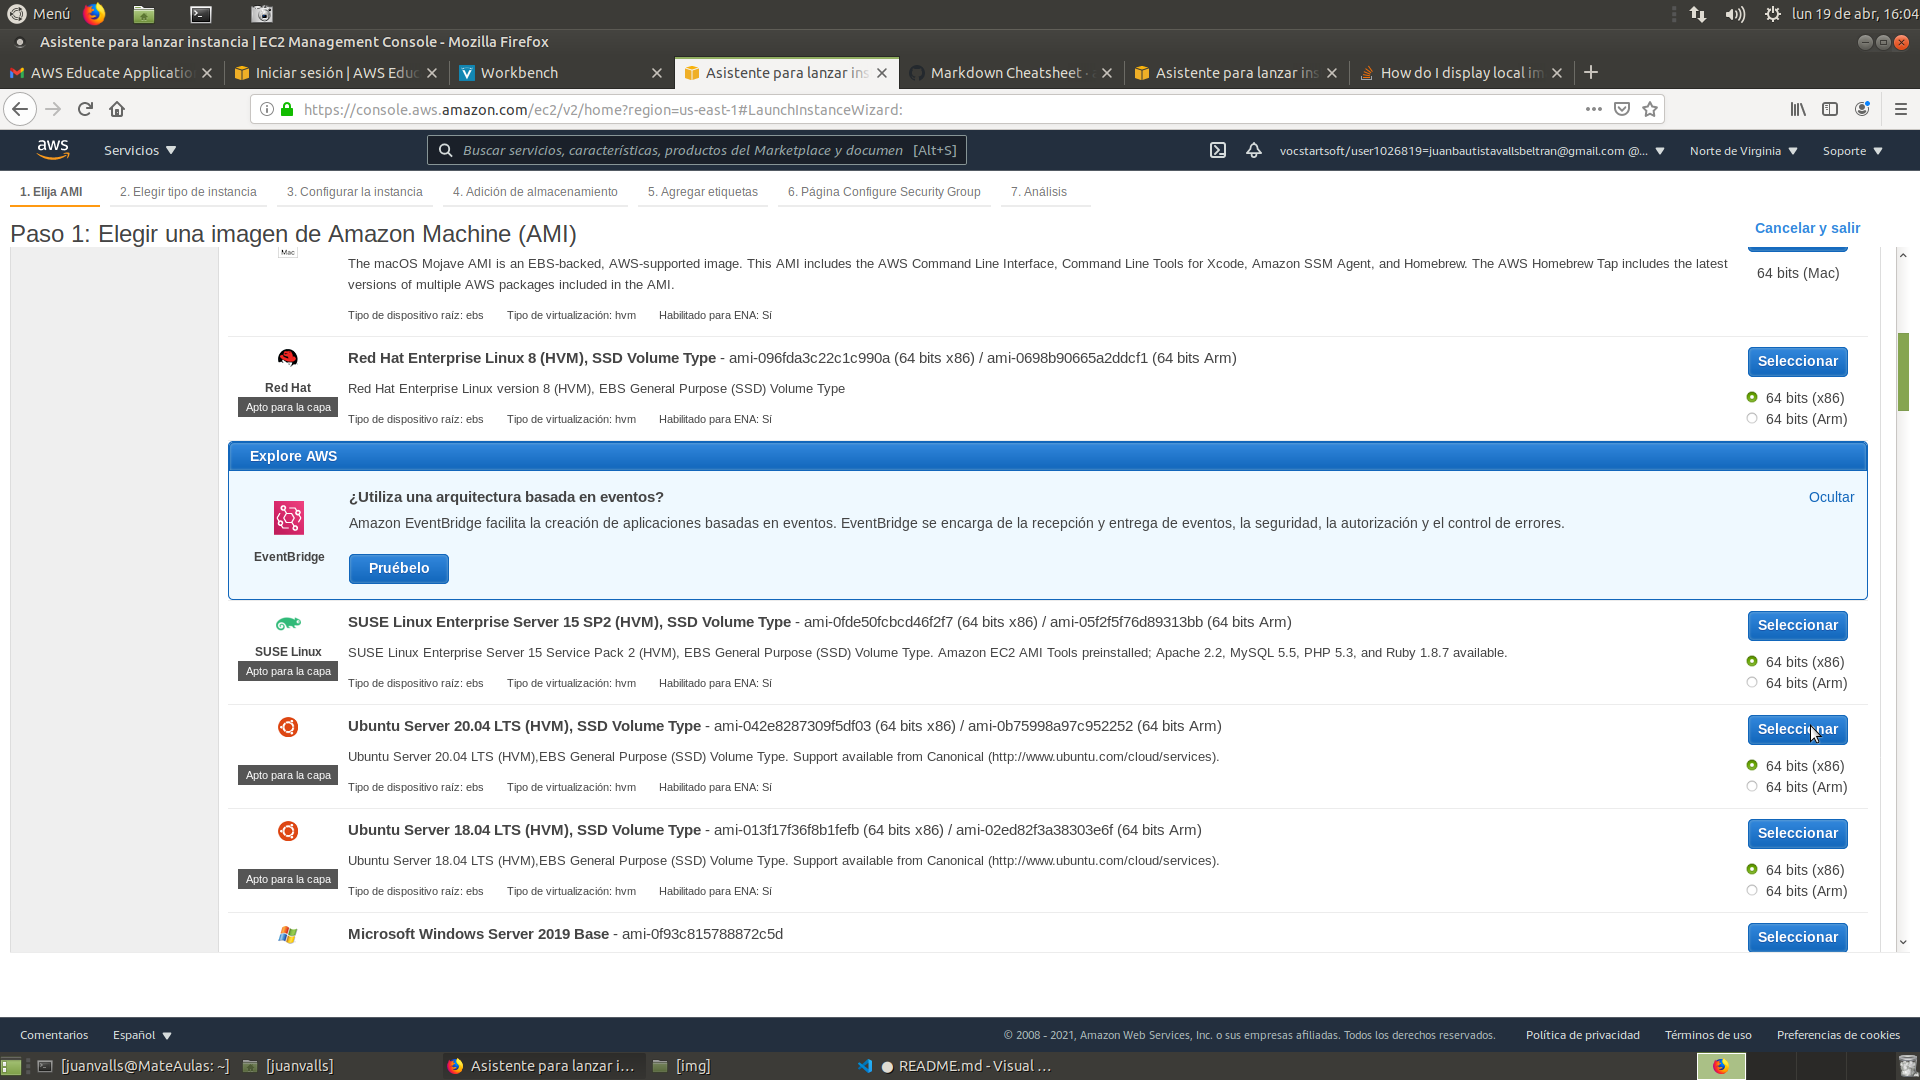 Menú
lun 19 de abr, 16:04
Asistente para lanzar instancia | EC2 Management Console - Mozilla Firefox
AWS Educate Applicatio
Iniciar sesión | AWS Edu
Workbench
Asistente para lanzar ins
Markdown Cheatsheet ·
Asistente para lanzar ins
How do I display local im
https://console.aws.amazon.com/ec2/v2/home?region=us-east-1#LaunchInstanceWizard:
aws
Servicios
Buscar servicios, características, productos del Marketplace y documen [Alt+S]
vocstartsoft/user1026819=juanbautistavallsbeltran@gmail.com @...
Norte de Virginia
Soporte
1. Elija AMI
2. Elegir tipo de instancia
3. Configurar la instancia
4. Adición de almacenamiento
5. Agregar etiquetas
6. Página Configure Security Group
7. Análisis
Paso 1: Elegir una imagen de Amazon Machine (AMI)
Cancelar y salir
Mac
The macOS Mojave AMI is an EBS-backed, AWS-supported image. This AMI includes the AWS Command Line Interface, Command Line Tools for Xcode, Amazon SSM Agent, and Homebrew. The AWS Homebrew Tap includes the latest
versions of multiple AWS packages included in the AMI.
64 bits (Mac)
Tipo de dispositivo raíz: ebs Tipo de virtualización: hvm Habilitado para ENA: Sí
Red Hat
Apto para la capa
Red Hat Enterprise Linux 8 (HVM), SSD Volume Type - ami-096fda3c22c1c990a (64 bits x86) / ami-0698b90665a2ddcf1 (64 bits Arm)
Red Hat Enterprise Linux version 8 (HVM), EBS General Purpose (SSD) Volume Type
Tipo de dispositivo raíz: ebs Tipo de virtualización: hvm Habilitado para ENA: Sí
Seleccionar
64 bits (x86)
64 bits (Arm)
Explore AWS
EventBridge
¿Utiliza una arquitectura basada en eventos?
Ocultar
Amazon EventBridge facilita la creación de aplicaciones basadas en eventos. EventBridge se encarga de la recepción y entrega de eventos, la seguridad, la autorización y el control de errores.
Pruébelo
SUSE Linux
Apto para la capa
SUSE Linux Enterprise Server 15 SP2 (HVM), SSD Volume Type - ami-0fde50fcbcd46f2f7 (64 bits x86) / ami-05f2f5f76d89313bb (64 bits Arm)
SUSE Linux Enterprise Server 15 Service Pack 2 (HVM), EBS General Purpose (SSD) Volume Type. Amazon EC2 AMI Tools preinstalled; Apache 2.2, MySQL 5.5, PHP 5.3, and Ruby 1.8.7 available.
Tipo de dispositivo raíz: ebs Tipo de virtualización: hvm Habilitado para ENA: Sí
Seleccionar
64 bits (x86)
64 bits (Arm)
Apto para la capa
Ubuntu Server 20.04 LTS (HVM), SSD Volume Type - ami-042e8287309f5df03 (64 bits x86) / ami-0b75998a97c952252 (64 bits Arm)
Ubuntu Server 20.04 LTS (HVM),EBS General Purpose (SSD) Volume Type. Support available from Canonical (http://www.ubuntu.com/cloud/services).
Tipo de dispositivo raíz: ebs Tipo de virtualización: hvm Habilitado para ENA: Sí
Seleccionar
64 bits (x86)
64 bits (Arm)
Apto para la capa
Ubuntu Server 18.04 LTS (HVM), SSD Volume Type - ami-013f17f36f8b1fefb (64 bits x86) / ami-02ed82f3a38303e6f (64 bits Arm)
Ubuntu Server 18.04 LTS (HVM),EBS General Purpose (SSD) Volume Type. Support available from Canonical (http://www.ubuntu.com/cloud/services).
Tipo de dispositivo raíz: ebs Tipo de virtualización: hvm Habilitado para ENA: Sí
Seleccionar
64 bits (x86)
64 bits (Arm)
Microsoft Windows Server 2019 Base - ami-0f93c815788872c5d
Seleccionar
Comentarios
Español
© 2008 - 2021, Amazon Web Services, Inc. o sus empresas afiliadas. Todos los derechos reservados.
Política de privacidad
Términos de uso
Preferencias de cookies
[juanvalls@MateAulas: ~]
[juanvalls]
Asistente para lanzar i...
[img]
● README.md - Visual ...